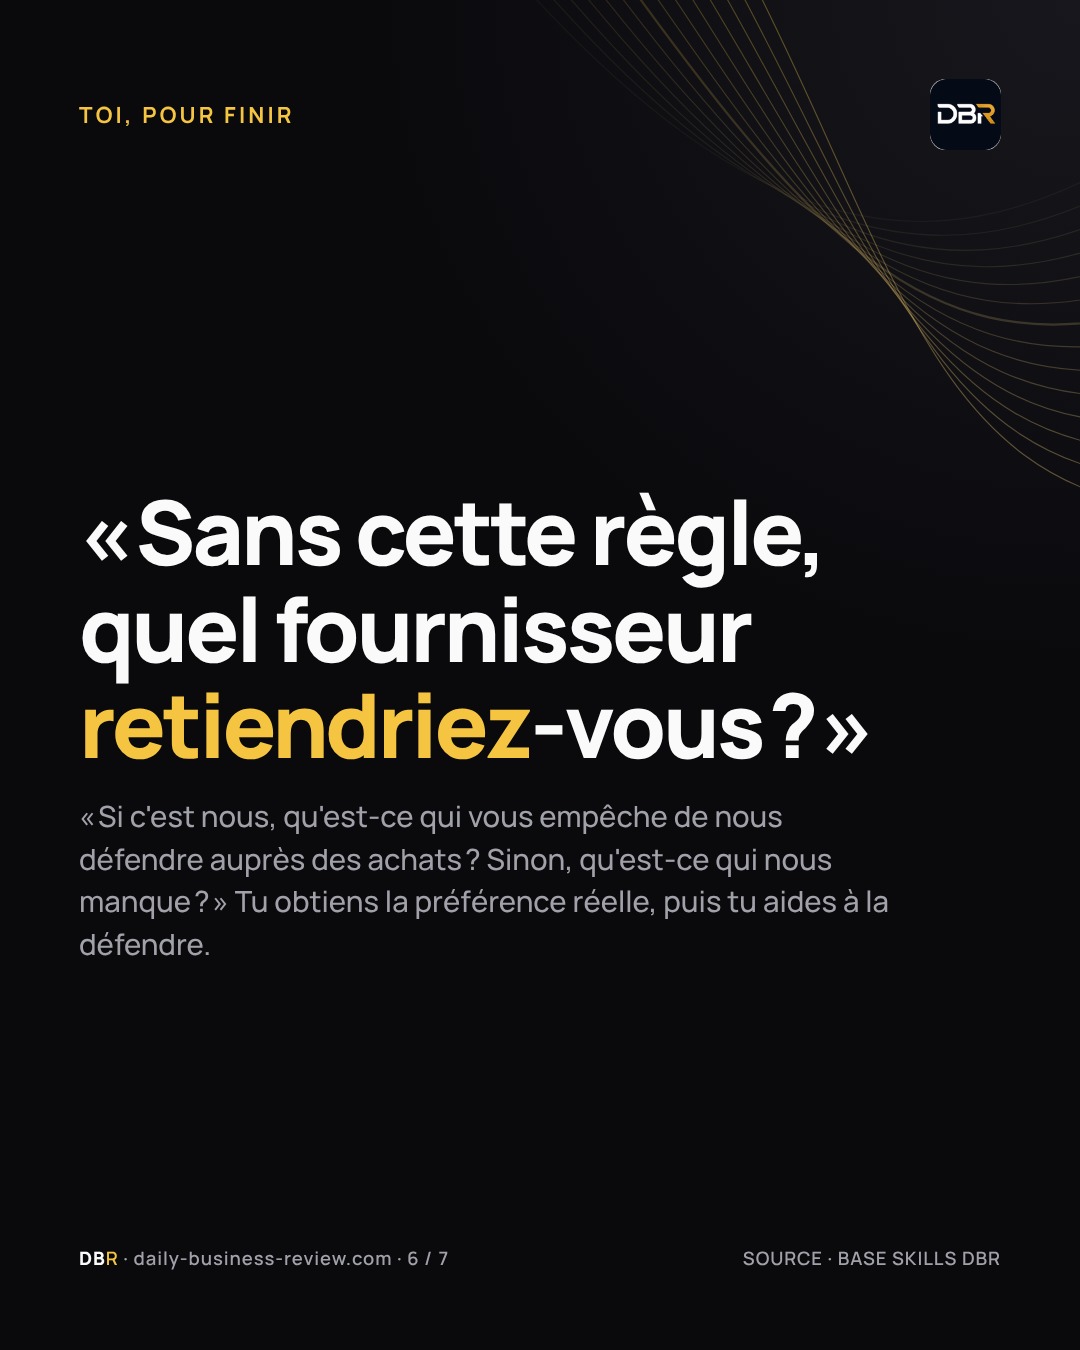 TOI, POUR FINIR
DBR
« Sans cette règle,
quel fournisseur
retiendriez-vous ? »
« Si c'est nous, qu'est-ce qui vous empêche de nous
défendre auprès des achats ? Sinon, qu'est-ce qui nous
manque ? » Tu obtiens la préférence réelle, puis tu aides à la
défendre.
DBR · daily-business-review.com · 6 / 7
SOURCE · BASE SKILLS DBR